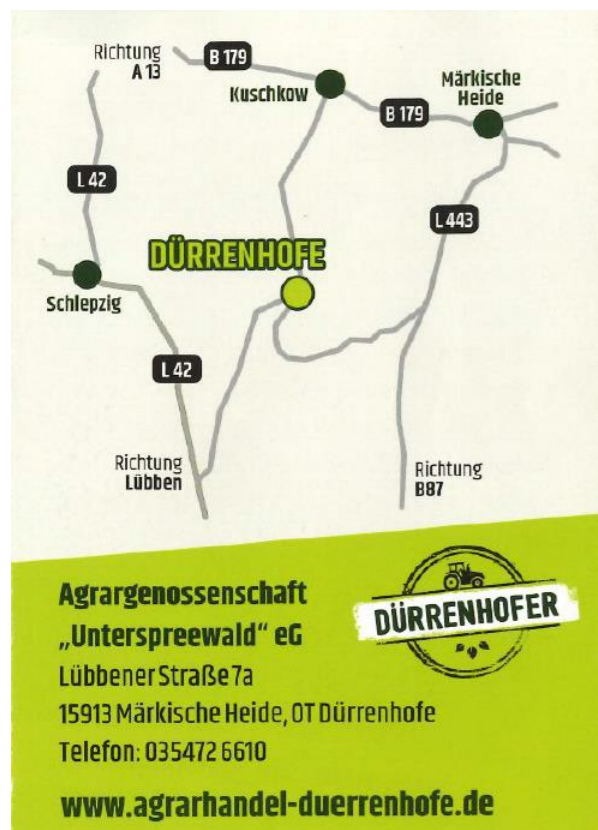 Richtung
A 13
B 179
Kuschkow
Märkische
Heide
B 179
L 42
L 443
DÜRRENHOFE
Schlepzig
L 42
Richtung
Lübben
Richtung
B87
Agrargenossenschaft
„Unterspreewald“ eG
Lübbener Straße 7a
15913 Märkische Heide, OT Dürrenhofe
Telefon: 035472 6610
www.agrarhandel-duerrenhofe.de
DÜRRENHOFER